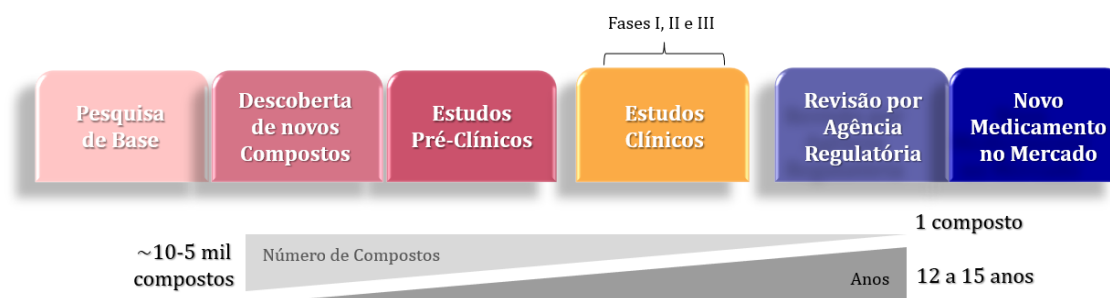 Fases I, II e III
Pesquisa
de Base
Descoberta
de novos
Compostos
Estudos
Pré-Clínicos
Estudos
Clínicos
Revisão por
Agência
Regulatória
Novo
Medicamento
no Mercado
~10-5 mil
compostos
Número de Compostos
1 composto
Anos
12 a 15 anos